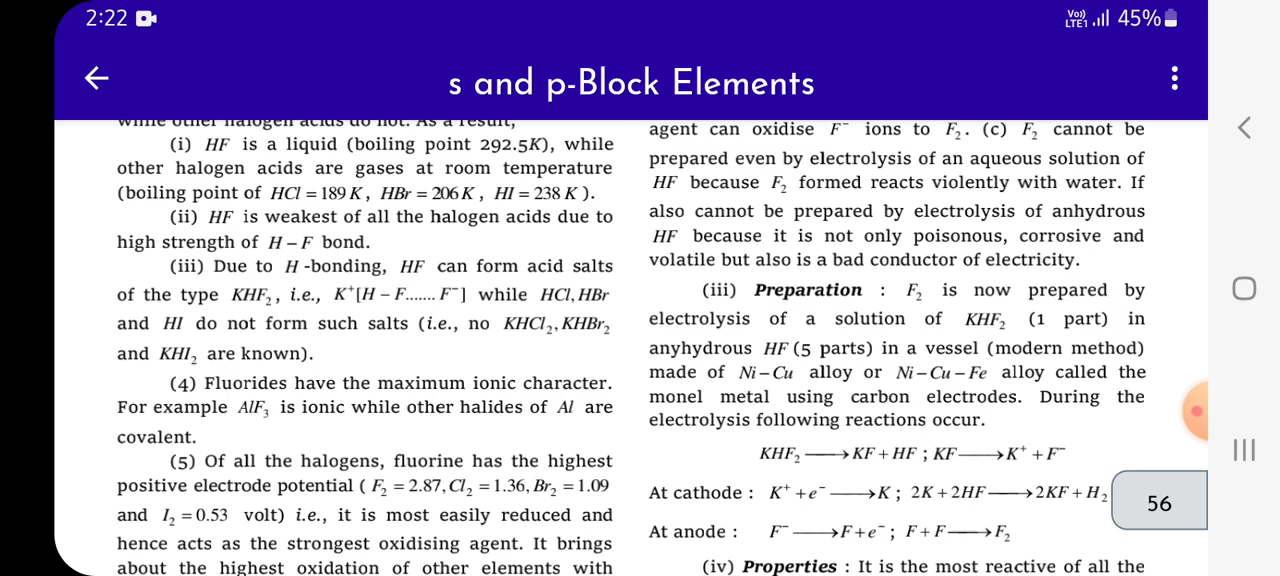 2:22
Vo)) LTE1 45%
s and p-Block Elements
while other halogen acids do not. As a result,
(i) HF is a liquid (boiling point 292.5K), while
other halogen acids are gases at room temperature
(boiling point of HCl = 189 K, HBr = 206 K, HI = 238 K).
(ii) HF is weakest of all the halogen acids due to
high strength of H – F bond.
(iii) Due to H -bonding, HF can form acid salts
of the type KHF₂, i.e., K⁺[H – F....... F⁻] while HCl, HBr
and HI do not form such salts (i.e., no KHCl₂, KHBr₂
and KHI₂ are known).
(4) Fluorides have the maximum ionic character.
For example AlF₃ is ionic while other halides of Al are
covalent.
(5) Of all the halogens, fluorine has the highest
positive electrode potential ( F₂ = 2.87, Cl₂ = 1.36, Br₂ = 1.09
and I₂ = 0.53 volt) i.e., it is most easily reduced and
hence acts as the strongest oxidising agent. It brings
about the highest oxidation of other elements with
agent can oxidise F⁻ ions to F₂. (c) F₂ cannot be
prepared even by electrolysis of an aqueous solution of
HF because F₂ formed reacts violently with water. If
also cannot be prepared by electrolysis of anhydrous
HF because it is not only poisonous, corrosive and
volatile but also is a bad conductor of electricity.
(iii) Preparation : F₂ is now prepared by
electrolysis of a solution of KHF₂ (1 part) in
anyhydrous HF (5 parts) in a vessel (modern method)
made of Ni – Cu alloy or Ni – Cu – Fe alloy called the
monel metal using carbon electrodes. During the
electrolysis following reactions occur.
KHF₂ ⟶ KF + HF ; KF ⟶ K⁺ + F⁻
At cathode : K⁺ + e⁻ ⟶ K ; 2K + 2HF ⟶ 2KF + H₂
At anode : F⁻ ⟶ F + e⁻ ; F + F ⟶ F₂
(iv) Properties : It is the most reactive of all the
56